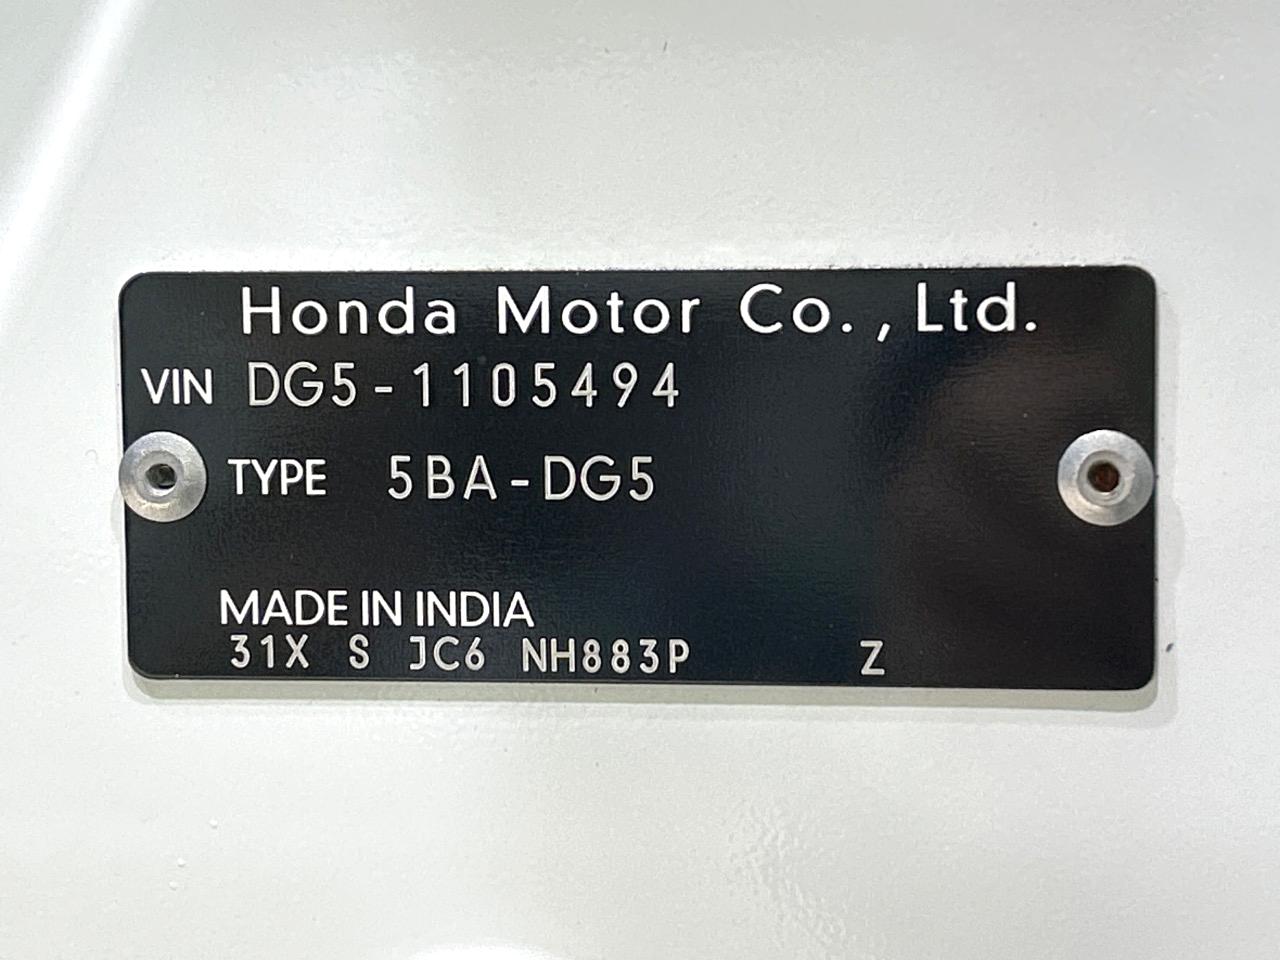 Honda Motor Co., Ltd.
VIN DG5-1105494
TYPE 5BA-DG5
MADE IN INDIA
31X S JC6 NH883P Z